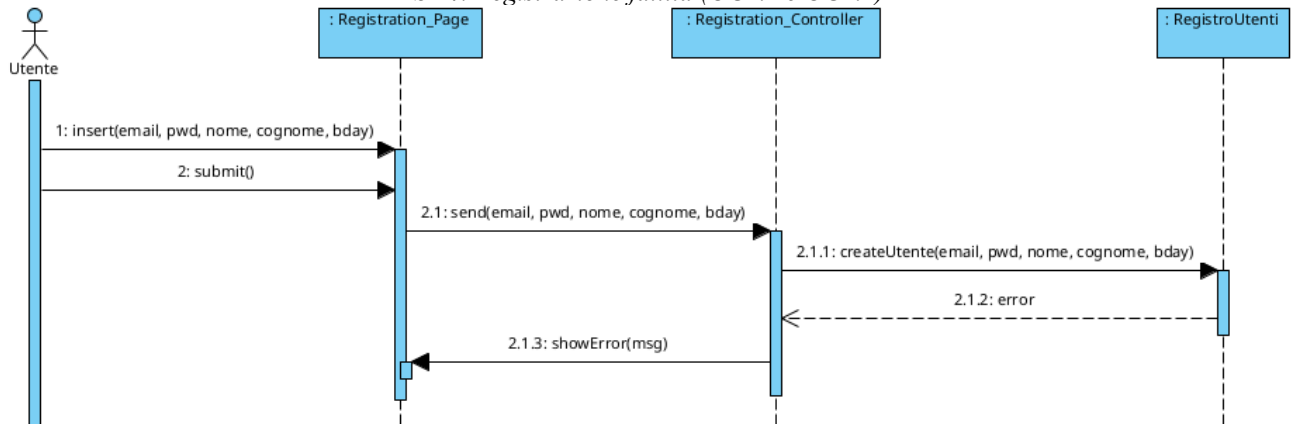 : Registration_Page
: Registration_Controller
: RegistroUtenti
Utente
1: insert(email, pwd, nome, cognome, bday)
2: submit()
2.1: send(email, pwd, nome, cognome, bday)
2.1.1: createUtente(email, pwd, nome, cognome, bday)
2.1.2: error
2.1.3: showError(msg)